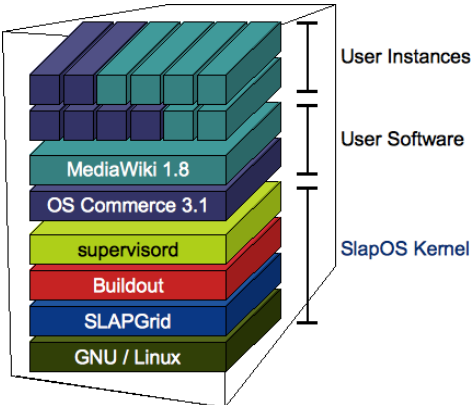 User Instances
User Software
MediaWiki 1.8
OS Commerce 3.1
supervisord
SlapOS Kernel
Buildout
SLAPGrid
GNU / Linux